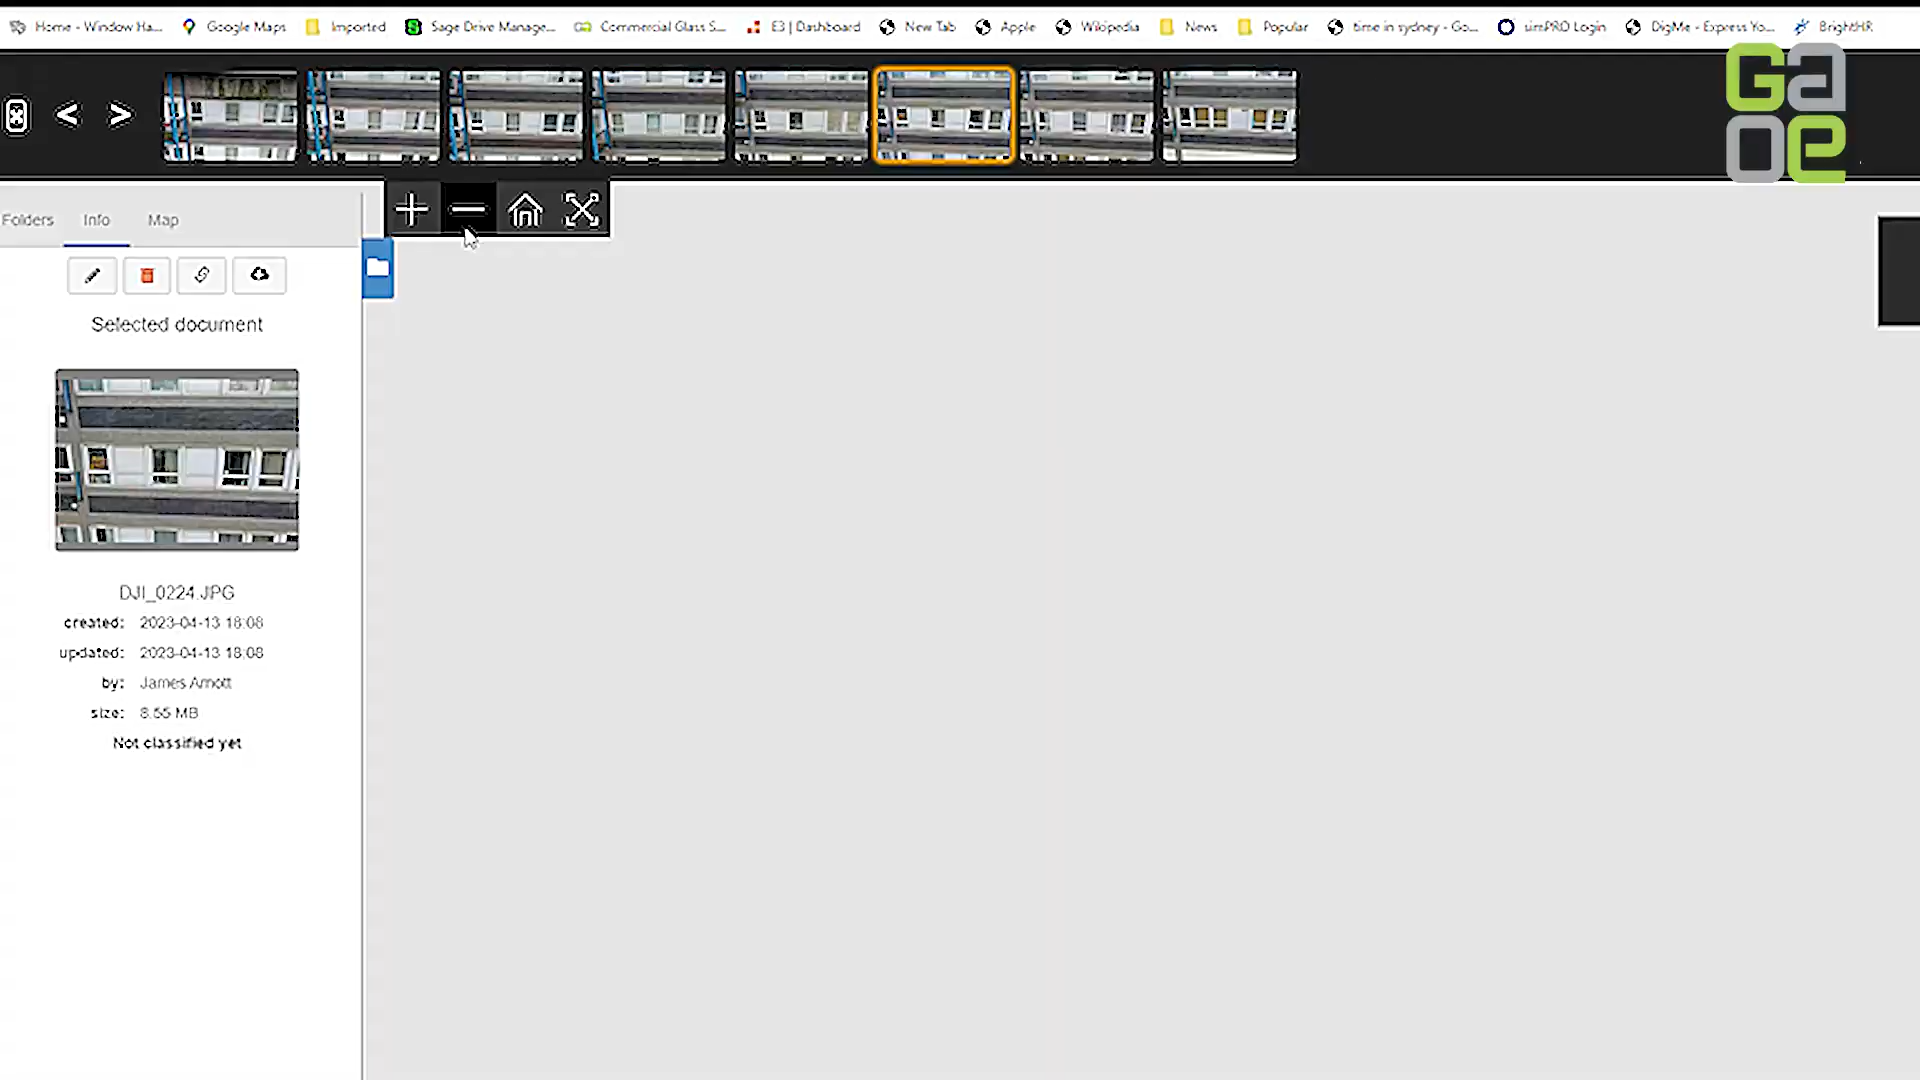 Home - Window Ha...
Google Maps
Imported
Sage Drive Manage...
Commercial Glass S...
E3 | Dashboard
New Tab
Apple
Wikipedia
News
Popular
time in sydney - Go...
simPRO Login
DigMe - Express Yo...
BrightHR
Ga
oe
Folders
Info
Map
Selected document
DJI_0224.JPG
created: 2023-04-13 18:08
updated: 2023-04-13 18:08
by: James Arnott
size: 8.55 MB
Not classified yet